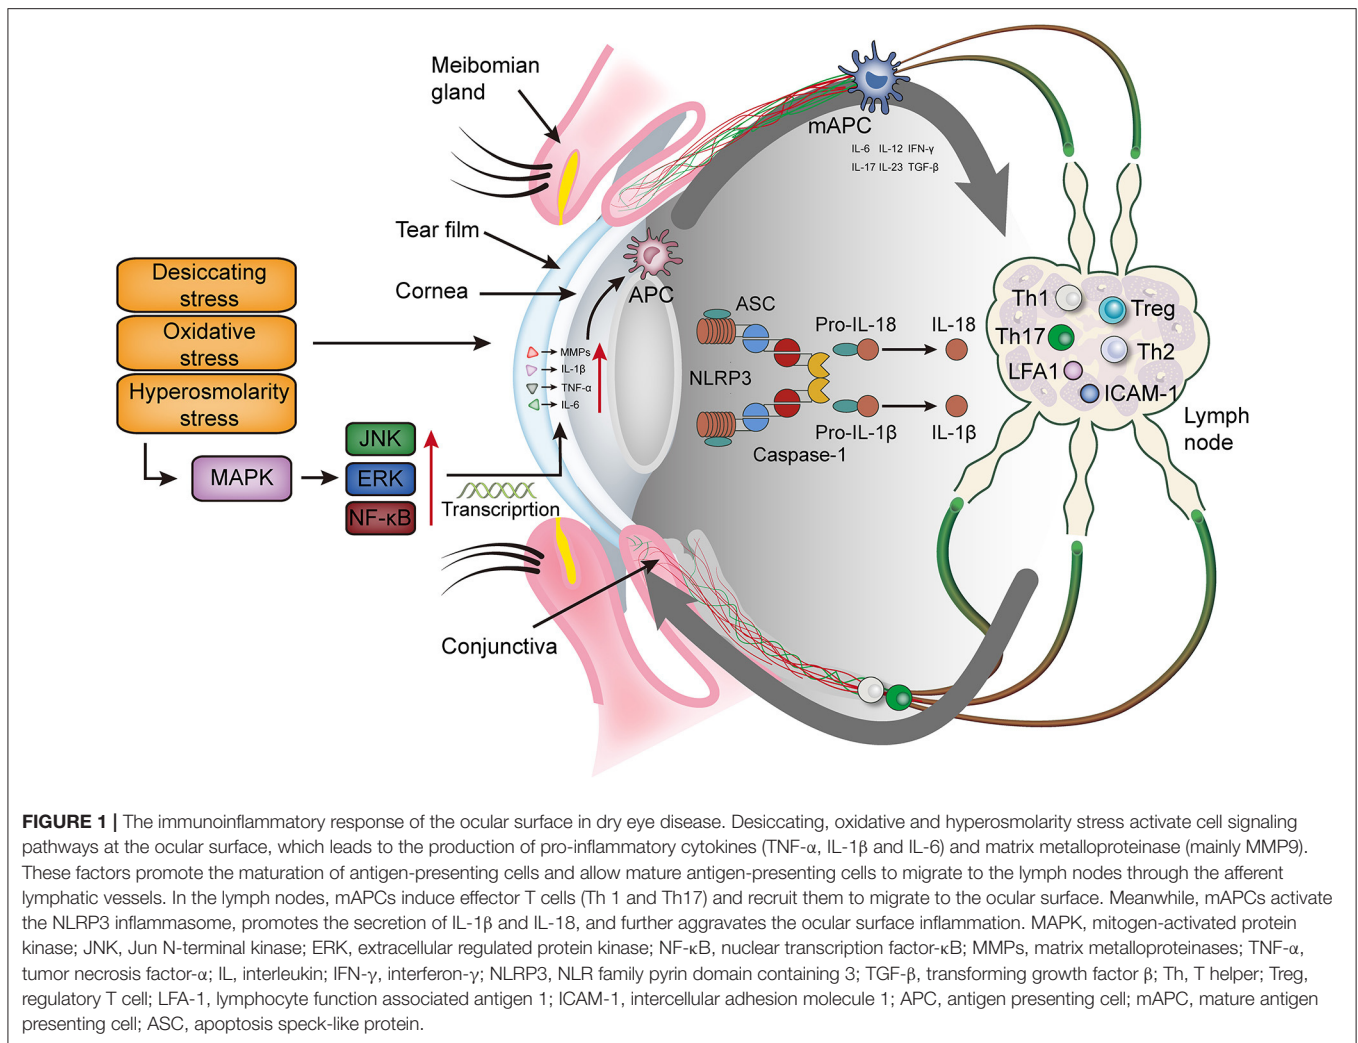 Meibomian
gland
mAPC
IL-6 IL-12 IFN-γ
IL-17 IL-23 TGF-β
Tear film
Cornea
APC
Desiccating
stress
Oxidative
stress
Hyperosmolarity
stress
MAPK
JNK
ERK
NF-κB
Transcriprtion
MMPs
IL-1β
TNF-α
IL-6
ASC
Pro-IL-18
IL-18
NLRP3
Pro-IL-1β
IL-1β
Caspase-1
Th1
Treg
Th17
Th2
LFA1
ICAM-1
Lymph
node
Conjunctiva
FIGURE 1 | The immunoinflammatory response of the ocular surface in dry eye disease. Desiccating, oxidative and hyperosmolarity stress activate cell signaling
pathways at the ocular surface, which leads to the production of pro-inflammatory cytokines (TNF-α, IL-1β and IL-6) and matrix metalloproteinase (mainly MMP9).
These factors promote the maturation of antigen-presenting cells and allow mature antigen-presenting cells to migrate to the lymph nodes through the afferent
lymphatic vessels. In the lymph nodes, mAPCs induce effector T cells (Th 1 and Th17) and recruit them to migrate to the ocular surface. Meanwhile, mAPCs activate
the NLRP3 inflammasome, promotes the secretion of IL-1β and IL-18, and further aggravates the ocular surface inflammation. MAPK, mitogen-activated protein
kinase; JNK, Jun N-terminal kinase; ERK, extracellular regulated protein kinase; NF-κB, nuclear transcription factor-κB; MMPs, matrix metalloproteinases; TNF-α,
tumor necrosis factor-α; IL, interleukin; IFN-γ, interferon-γ; NLRP3, NLR family pyrin domain containing 3; TGF-β, transforming growth factor β; Th, T helper; Treg,
regulatory T cell; LFA-1, lymphocyte function associated antigen 1; ICAM-1, intercellular adhesion molecule 1; APC, antigen presenting cell; mAPC, mature antigen
presenting cell; ASC, apoptosis speck-like protein.